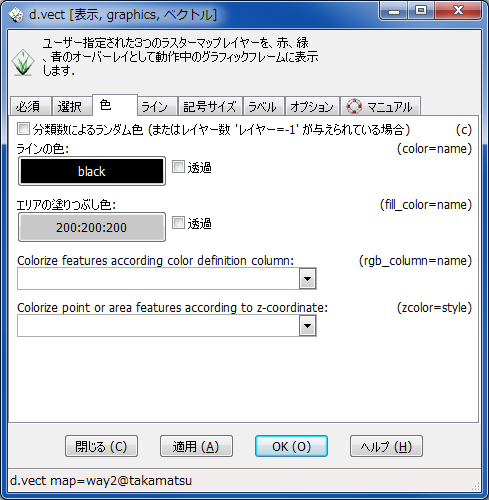 d.vect [表示, graphics, ベクトル]
ユーザー指定された3つのラスターマップレイヤーを、赤、緑
、青のオーバーレイとして動作中のグラフィックフレームに表示
します.
必須 選択 色 ライン 記号サイズ ラベル オプション マニュアル
分類数によるランダム色 (またはレイヤー数 'レイヤー=-1' が与えられている場合) (c)
ラインの色: (color=name)
black 透過
エリアの塗りつぶし色: (fill_color=name)
200:200:200 透過
Colorize features according color definition column: (rgb_column=name)
Colorize point or area features according to z-coordinate: (zcolor=style)
閉じる (C) 適用 (A) OK (O) ヘルプ (H)
d.vect map=way2@takamatsu